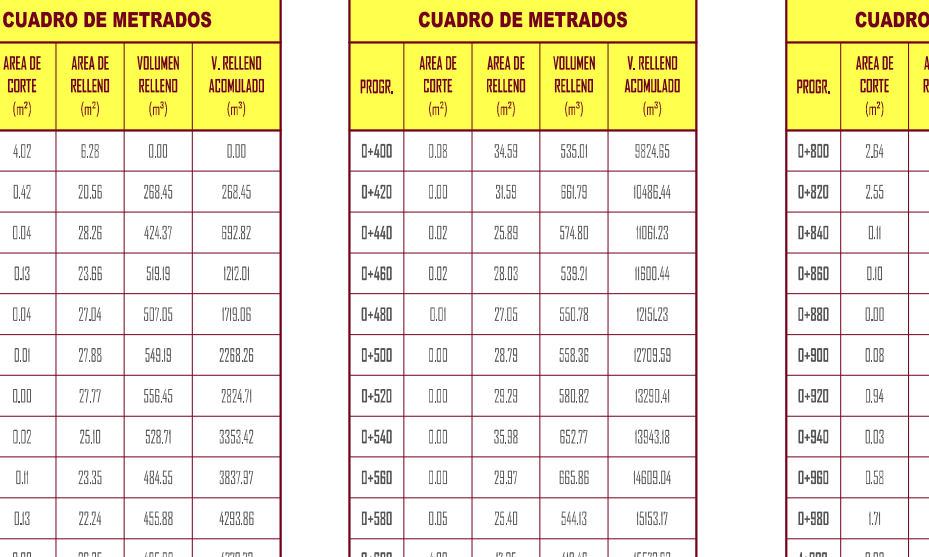 CUADRO DE METRADOS
AREA DE CORTE (m²) AREA DE RELLENO (m²) VOLUMEN RELLENO (m³) V. RELLENO ACOMULADO (m³)
4.02 6.28 0.00 0.00
0.42 20.56 268.45 268.45
0.04 28.26 424.37 692.82
0.13 23.66 519.19 1212.01
0.04 27.04 507.05 1719.06
0.01 27.88 549.19 2268.26
0.00 27.77 556.45 2824.71
0.02 25.10 528.71 3353.42
0.11 23.35 484.55 3837.97
0.13 22.24 455.88 4293.86
CUADRO DE METRADOS
PROGR. AREA DE CORTE (m²) AREA DE RELLENO (m²) VOLUMEN RELLENO (m³) V. RELLENO ACOMULADO (m³)
0+400 0.08 34.59 535.01 9824.65
0+420 0.00 31.59 661.79 10486.44
0+440 0.02 25.89 574.80 11061.23
0+460 0.02 28.03 539.21 11600.44
0+480 0.01 27.05 550.78 12151.23
0+500 0.00 28.79 558.36 12709.59
0+520 0.00 29.29 580.82 13290.41
0+540 0.00 35.98 652.77 13943.18
0+560 0.00 29.97 665.86 14609.04
0+580 0.05 25.40 544.13 15153.17
CUADRO
PROGR. AREA DE CORTE (m²)
0+800 2.64
0+820 2.55
0+840 0.11
0+860 0.10
0+880 0.00
0+900 0.08
0+920 0.94
0+940 0.03
0+960 0.58
0+980 1.71